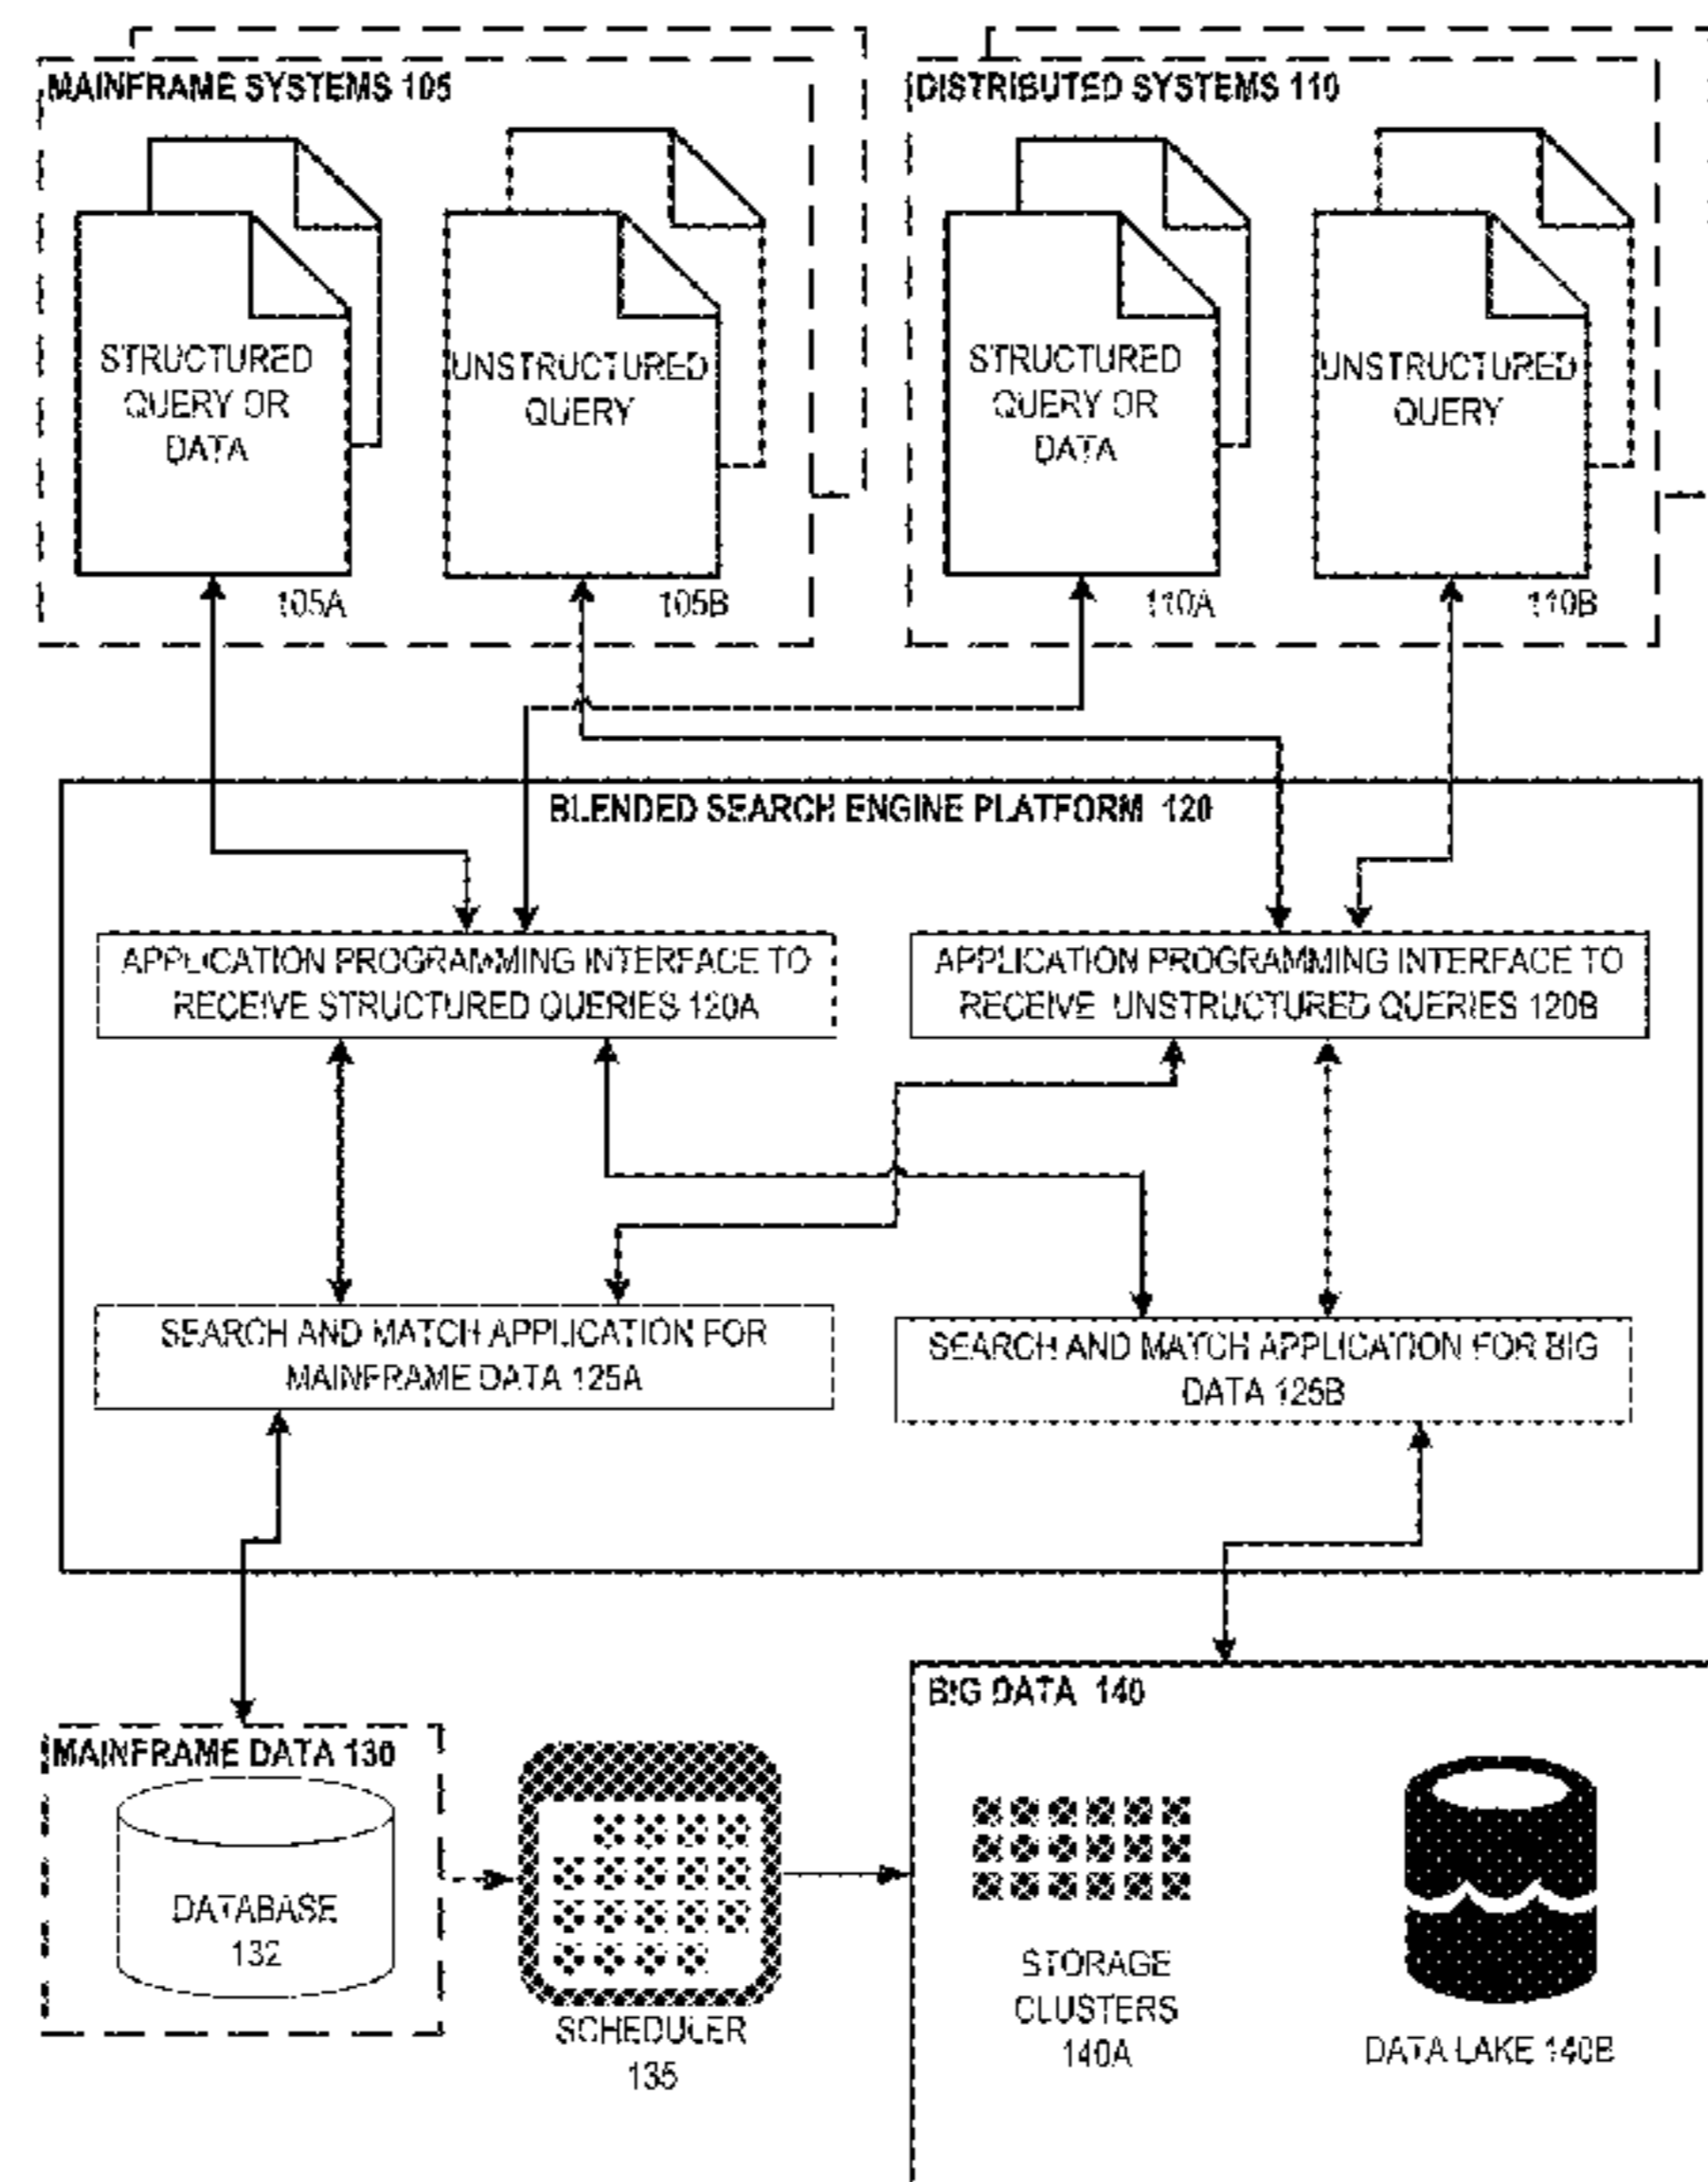 MAINFRAME SYSTEMS 105
DISTRIBUTED SYSTEMS 110
STRUCTURED
QUERY OR
DATA
UNSTRUCTURED
QUERY
STRUCTURED
QUERY OR
DATA
UNSTRUCTURED
QUERY
105A
105B
110A
110B
BLENDED SEARCH ENGINE PLATFORM 120
APPLICATION PROGRAMMING INTERFACE TO
RECEIVE STRUCTURED QUERIES 120A
APPLICATION PROGRAMMING INTERFACE TO
RECEIVE UNSTRUCTURED QUERIES 120B
SEARCH AND MATCH APPLICATION FOR
MAINFRAME DATA 125A
SEARCH AND MATCH APPLICATION FOR BIG
DATA 125B
MAINFRAME DATA 130
DATABASE
132
SCHEDULER
135
BIG DATA 140
STORAGE
CLUSTERS
140A
DATA LAKE 140B